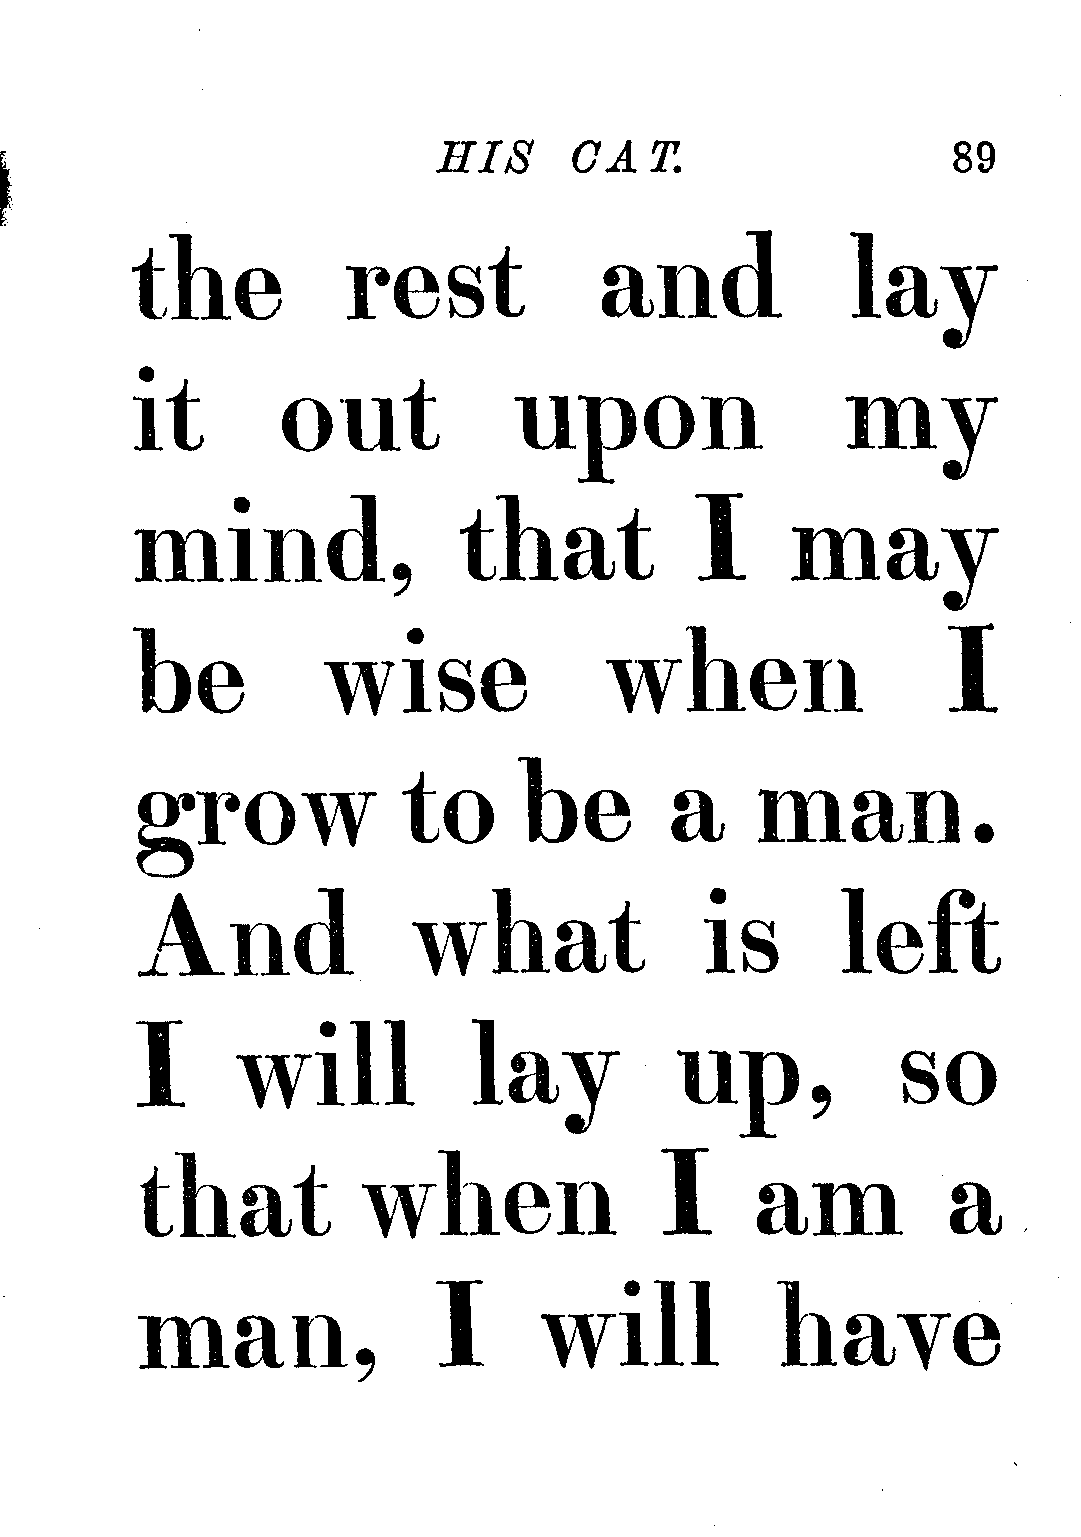 HIS CAT. 89
the rest and lay
it out upon my
mind, that I may
be wise when I
grow to be a man.
And what is left
I will lay up, so
that when I am a
man, I will have